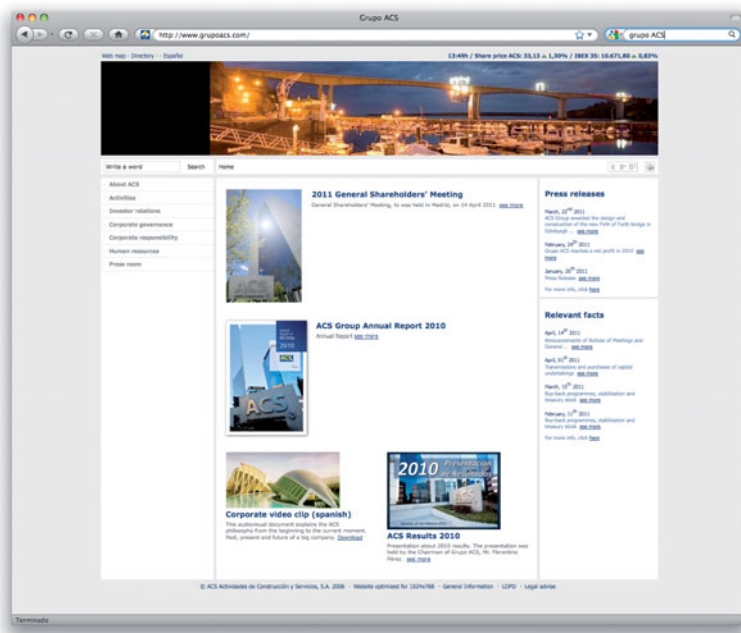 Grupo ACS
http://www.grupoacs.com/
grupo ACS
Web map - Directory - - Español
13:49h / Share price ACS: 33,13 1,30% / IBEX 35: 10.671,80 0,83%
Write a word Search Home
About ACS
Activities
Investor relations
Corporate governance
Corporate responsibility
Human resources
Press room
2011 General Shareholders' Meeting
General Shareholders' Meeting, to was held in Madrid, on 14 April 2011 see more
ACS
ACS Group Annual Report 2010
Annual Report see more
2010
ACS
ACS
Corporate video clip (spanish)
This audiovisual document explains the ACS
philosophy from the beginning to the current moment.
Past, present and future of a big company. Download
2010 Presentación
de Resultados
ACS
ACS Results 2010
Presentation about 2010 results. The presentation was
held by the Chairman of Grupo ACS, Mr. Florentino
Pérez. see more
Press releases
March, 22nd 2011
ACS Group awarded the design and
construction of the new Firth of Forth bridge in
Edinburgh ... see more
February, 24th 2011
Grupo ACS reaches a net profit in 2010 see
more
January, 26th 2011
Press Release see more
For more info, click here
Relevant facts
April, 14th 2011
Announcements of Notices of Meetings and
General ... see more
April, 01st 2011
Transmissions and purchases of capital
undertakings see more
March, 15th 2011
Buy-back programmes, stabilisation and
treasury stock see more
February, 11th 2011
Buy-back programmes, stabilisation and
treasury stock see more
For more info, click here
© ACS Actividades de Construcción y Servicios, S.A. 2008 · Website optimized for 1024x768 · General Information · LOPD · Legal advise
Terminado